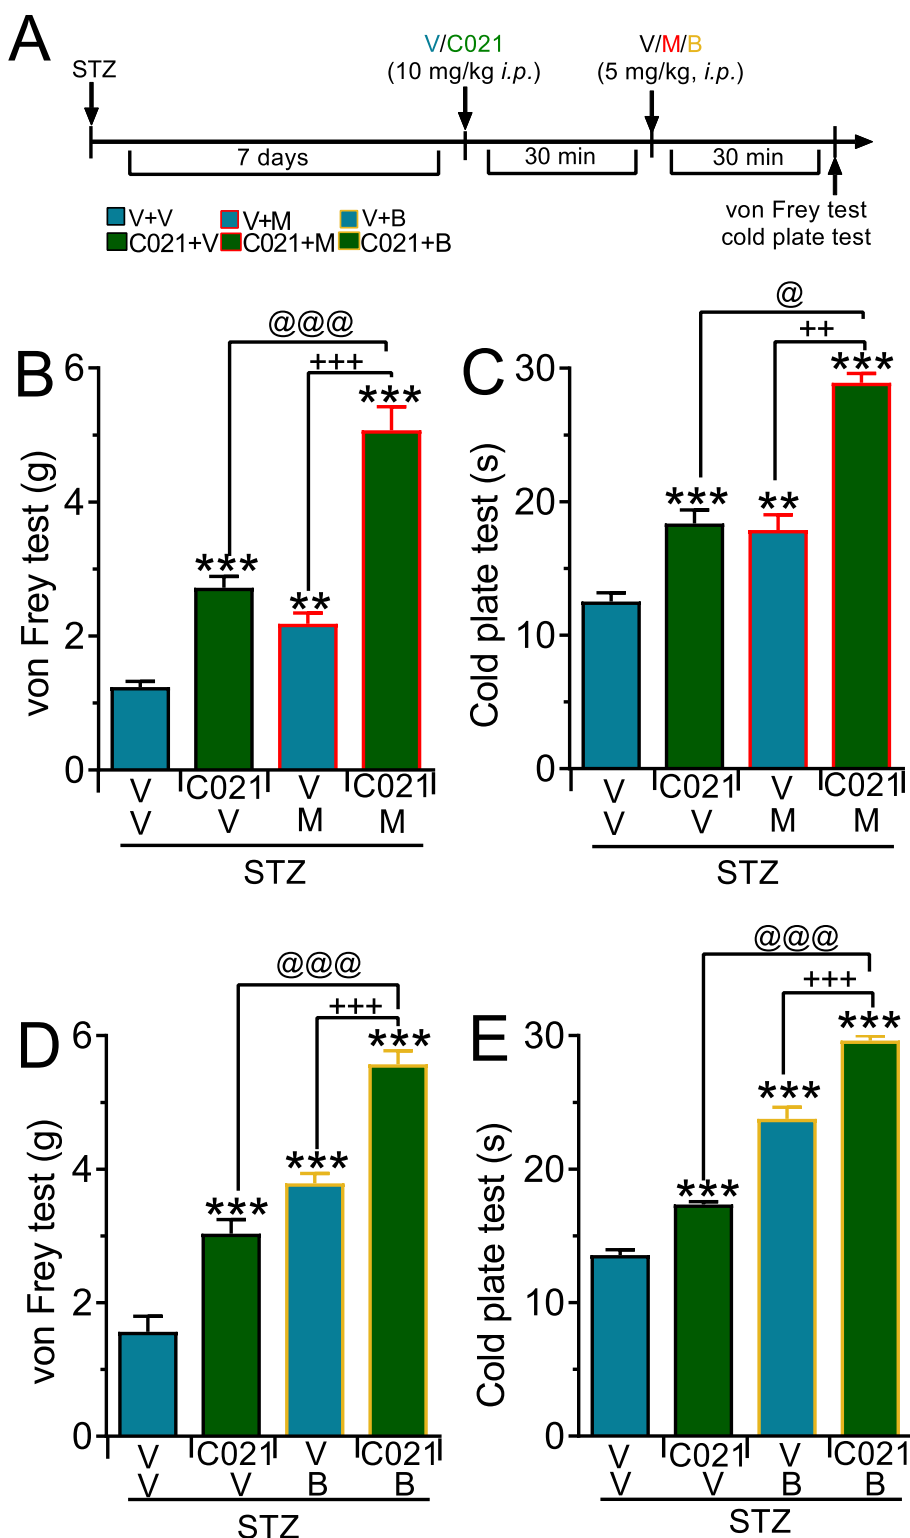 A
STZ
V/C021
(10 mg/kg i.p.)
V/M/B
(5 mg/kg, i.p.)
7 days
30 min
30 min
von Frey test
cold plate test
V+V
V+M
V+B
C021+V
C021+M
C021+B
B
von Frey test (g)
6
4
2
0
@@@
+++
***
**
***
V C021 V C021
V V M M
STZ
C
Cold plate test (s)
30
20
10
0
@
++
***
**
***
V C021 V C021
V V M M
STZ
D
von Frey test (g)
6
4
2
0
@@@
+++
***
***
***
V C021 V C021
V V B B
STZ
E
Cold plate test (s)
30
20
10
0
@@@
+++
***
***
***
V C021 V C021
V V B B
STZ